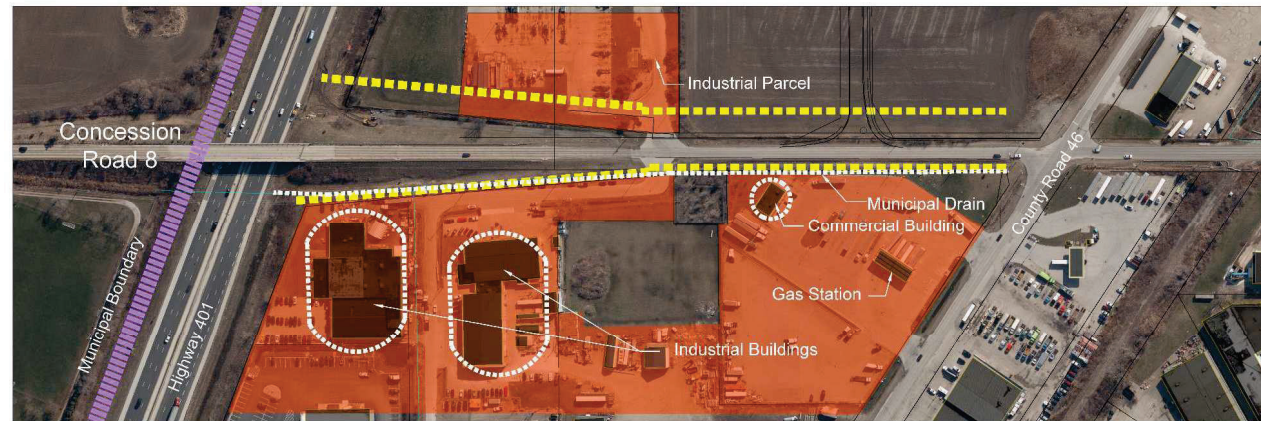 Industrial Parcel
Concession
Road 8
County Road 46
Municipal Drain
Commercial Building
Municipal Boundary
Highway 401
Gas Station
Industrial Buildings